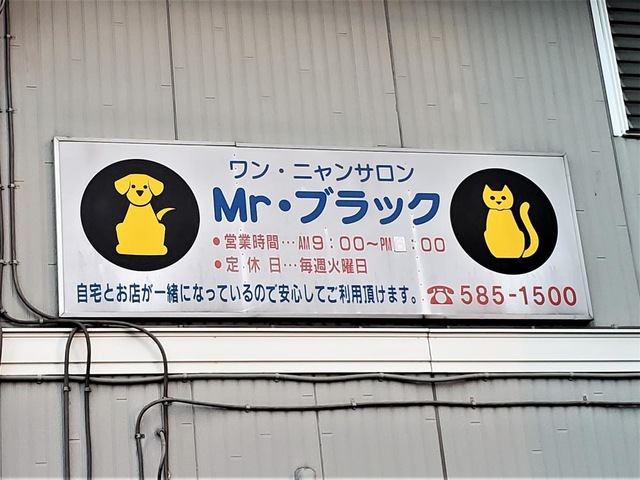 ワン・ニャンサロン
Mr・ブラック
●営業時間…AM9:00〜PM :00
●定休日…毎週火曜日
自宅とお店が一緒になっているので安心してご利用頂けます。☎585-1500